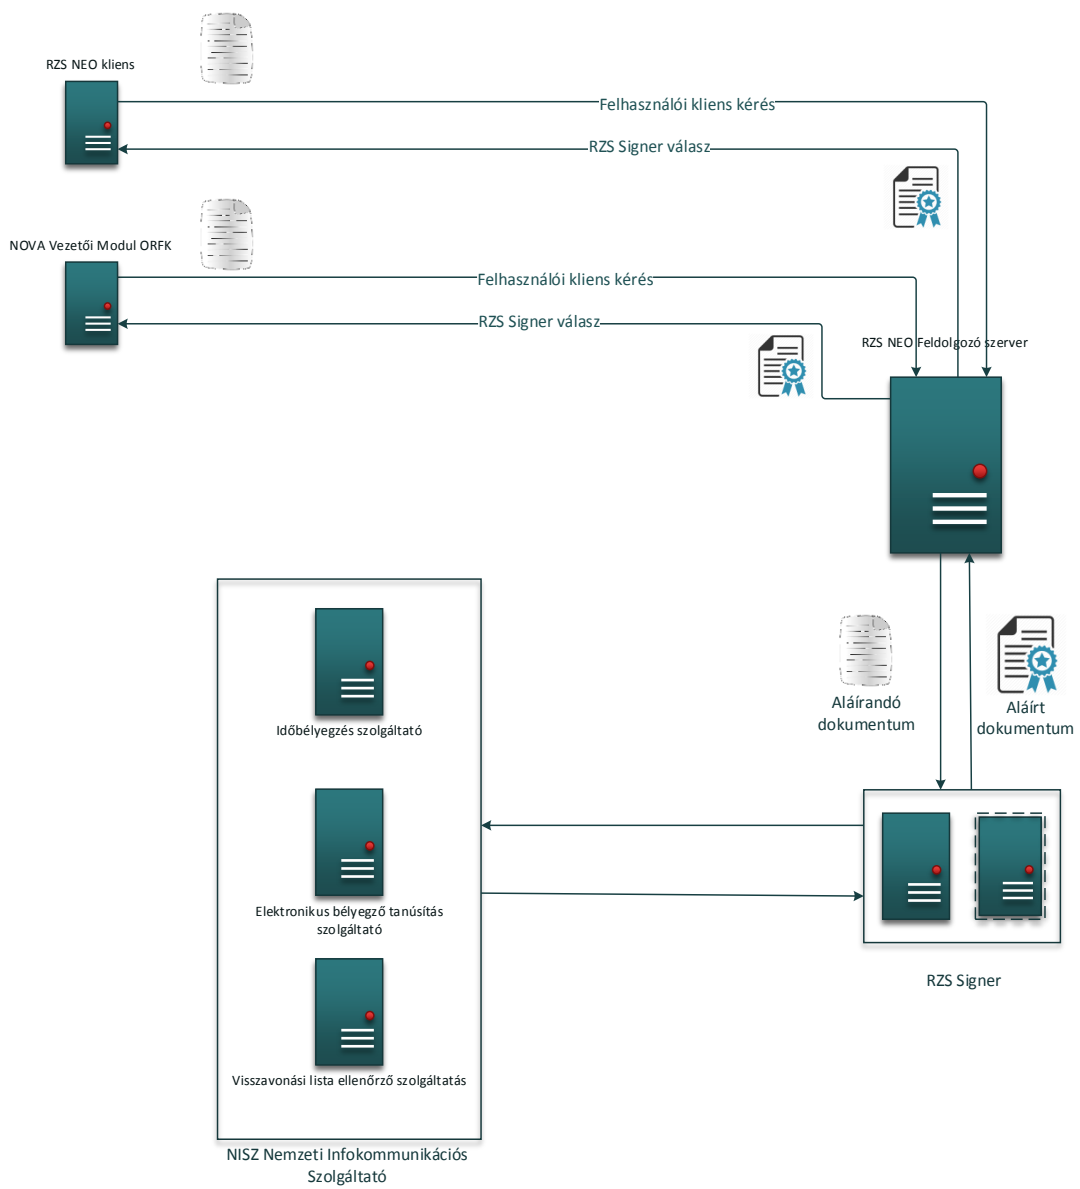 RZS NEO kliens
Felhasználói kliens kérés
RZS Signer válasz
NOVA Vezetői Modul ORFK
Felhasználói kliens kérés
RZS Signer válasz
RZS NEO Feldolgozó szerver
Aláírandó
dokumentum
Aláírt
dokumentum
Időbélyegzés szolgáltató
Elektronikus bélyegző tanúsítás
szolgáltató
Visszavonási lista ellenőrző szolgáltatás
RZS Signer
NISZ Nemzeti Infokommunikációs
Szolgáltató